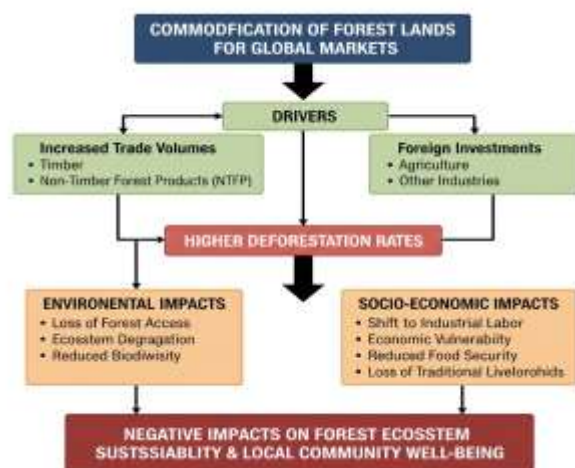 COMMODFICATION OF FOREST LANDS
FOR GLOBAL MARKETS
DRIVERS
Increased Trade Volumes
• Timber
• Non-Timber Forest Products (NTFP)
Foreign Investments
• Agriculture
• Other Industries
HIGHER DEFORESTATION RATES
ENVIRONENTAL IMPACTS
• Loss of Forest Access
• Ecosystem Degragation
• Reduced Biodiwisity
SOCIO-ECONOMIC IMPACTS
• Shift to Industrial Labor
• Economic Vulnerability
• Reduced Food Security
• Loss of Traditional Livelorohids
NEGATIVE IMPACTS ON FOREST ECOSSTEM
SUSTSSIABLITY & LOCAL COMMUNITY WELL-BEING